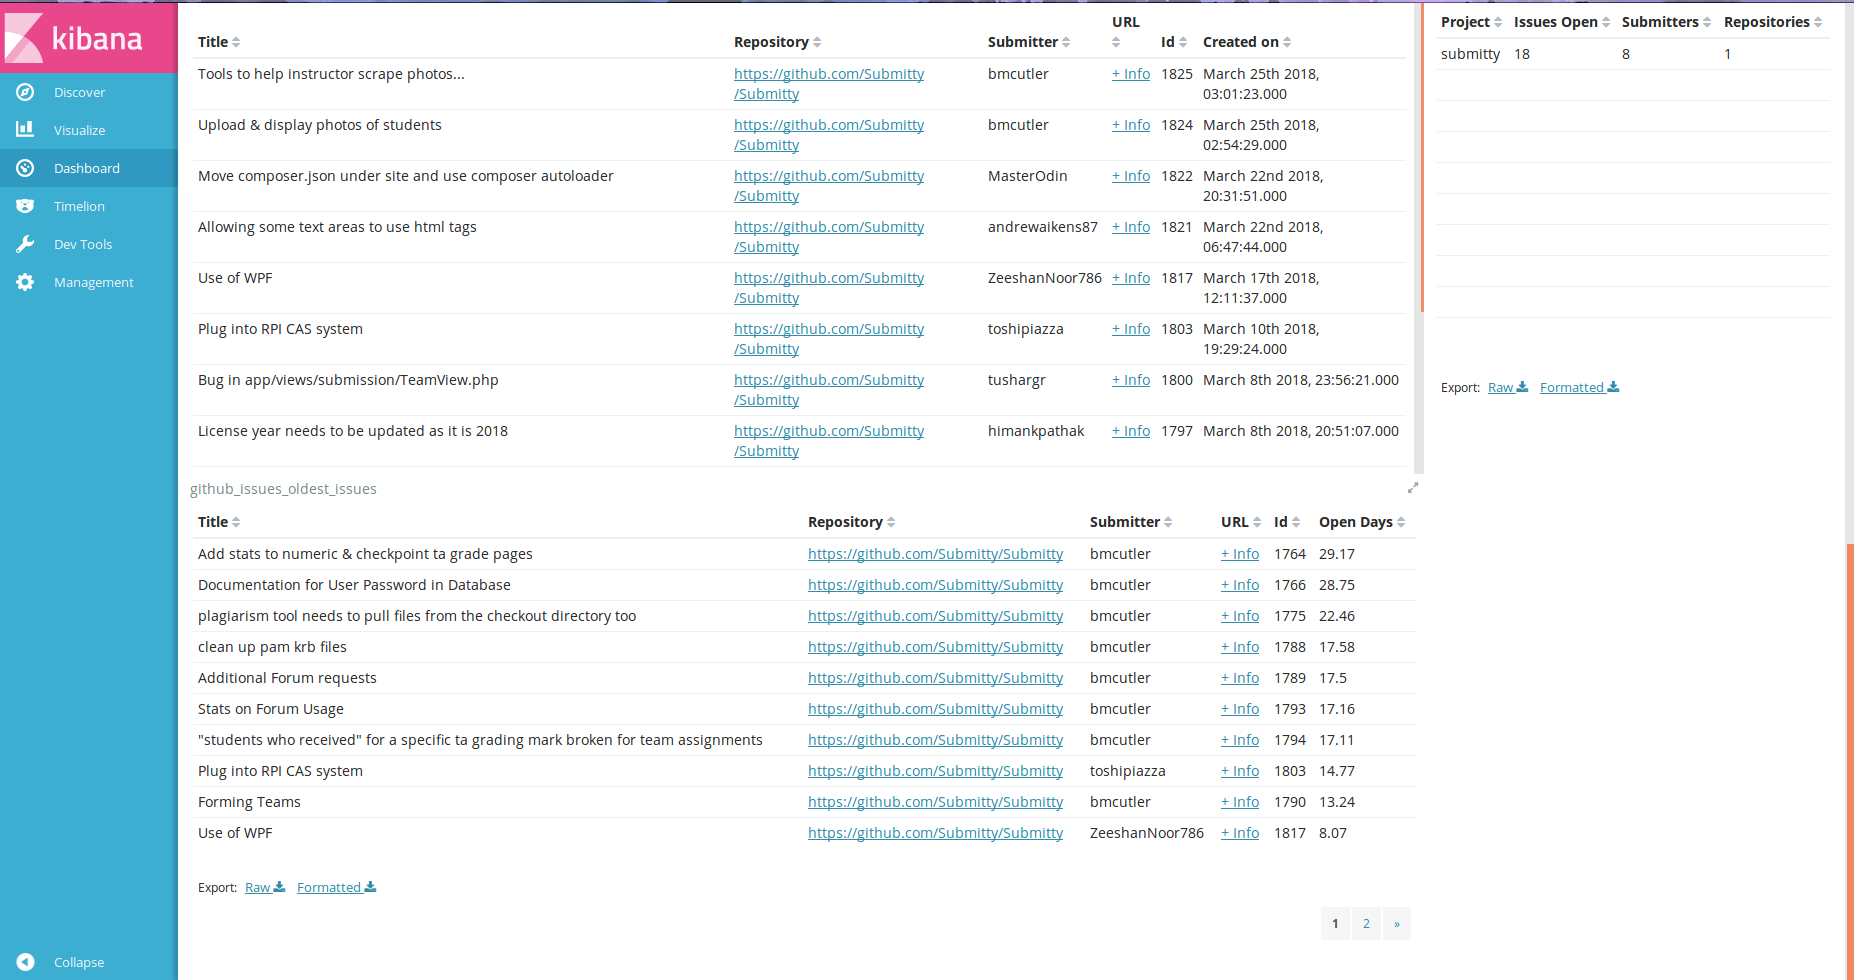 kibana
Discover
Visualize
Dashboard
Timelion
Dev Tools
Management
Collapse
Title Repository Submitter URL Id Created on
Tools to help instructor scrape photos... https://github.com/Submitty bmcutler + Info 1825 March 25th 2018,
/Submitty 03:01:23.000
Upload & display photos of students https://github.com/Submitty bmcutler + Info 1824 March 25th 2018,
/Submitty 02:54:29.000
Move composer.json under site and use composer autoloader https://github.com/Submitty MasterOdin + Info 1822 March 22nd 2018,
/Submitty 20:31:51.000
Allowing some text areas to use html tags https://github.com/Submitty andrewaikens87 + Info 1821 March 22nd 2018,
/Submitty 06:47:44.000
Use of WPF https://github.com/Submitty ZeeshanNoor786 + Info 1817 March 17th 2018,
/Submitty 12:11:37.000
Plug into RPI CAS system https://github.com/Submitty toshipiazza + Info 1803 March 10th 2018,
/Submitty 19:29:24.000
Bug in app/views/submission/TeamView.php https://github.com/Submitty tushargr + Info 1800 March 8th 2018, 23:56:21.000
/Submitty
License year needs to be updated as it is 2018 https://github.com/Submitty himankpathak + Info 1797 March 8th 2018, 20:51:07.000
/Submitty
github_issues_oldest_issues
Title Repository Submitter URL Id Open Days
Add stats to numeric & checkpoint ta grade pages https://github.com/Submitty/Submitty bmcutler + Info 1764 29.17
Documentation for User Password in Database https://github.com/Submitty/Submitty bmcutler + Info 1766 28.75
plagiarism tool needs to pull files from the checkout directory too https://github.com/Submitty/Submitty bmcutler + Info 1775 22.46
clean up pam krb files https://github.com/Submitty/Submitty bmcutler + Info 1788 17.58
Additional Forum requests https://github.com/Submitty/Submitty bmcutler + Info 1789 17.5
Stats on Forum Usage https://github.com/Submitty/Submitty bmcutler + Info 1793 17.16
"students who received" for a specific ta grading mark broken for team assignments https://github.com/Submitty/Submitty bmcutler + Info 1794 17.11
Plug into RPI CAS system https://github.com/Submitty/Submitty toshipiazza + Info 1803 14.77
Forming Teams https://github.com/Submitty/Submitty bmcutler + Info 1790 13.24
Use of WPF https://github.com/Submitty/Submitty ZeeshanNoor786 + Info 1817 8.07
Export: Raw Formatted
1 2 »
Project Issues Open Submitters Repositories
submitty 18 8 1
Export: Raw Formatted